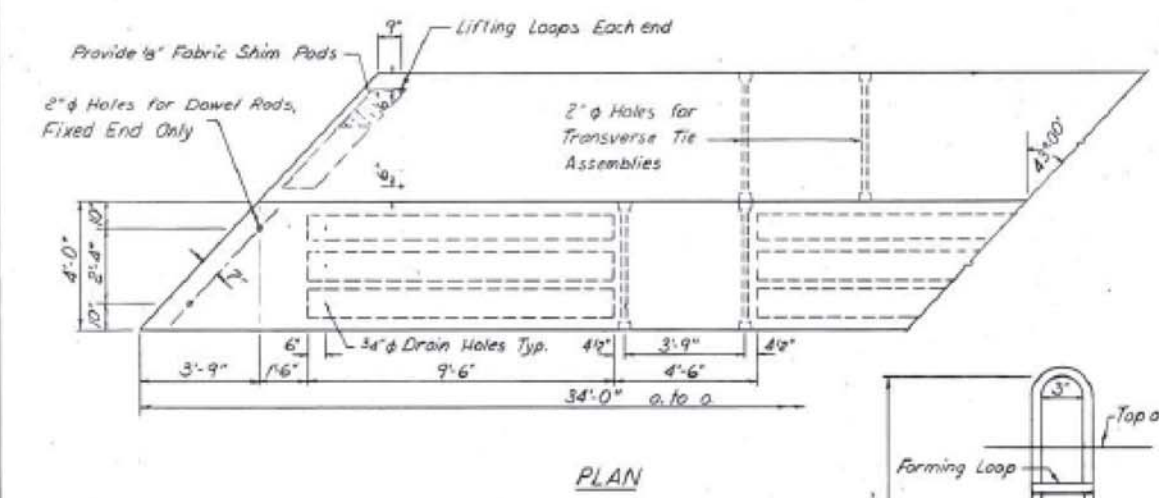 9"
Lifting Loops Each end
Provide 1/8" Fabric Shim Pads
2"ϕ Holes for Dowel Rods,
Fixed End Only
2"ϕ Holes for
Transverse Tie
Assemblies
43°00'
4'-0"
10"
2'-4"
10"
7"
6"
3/4"ϕ Drain Holes Typ.
4½"
3'-9"
4½"
3'-9"
1'-6"
9'-6"
4'-6"
34'-0" o. to o.
PLAN
3"
Top o
Forming Loop